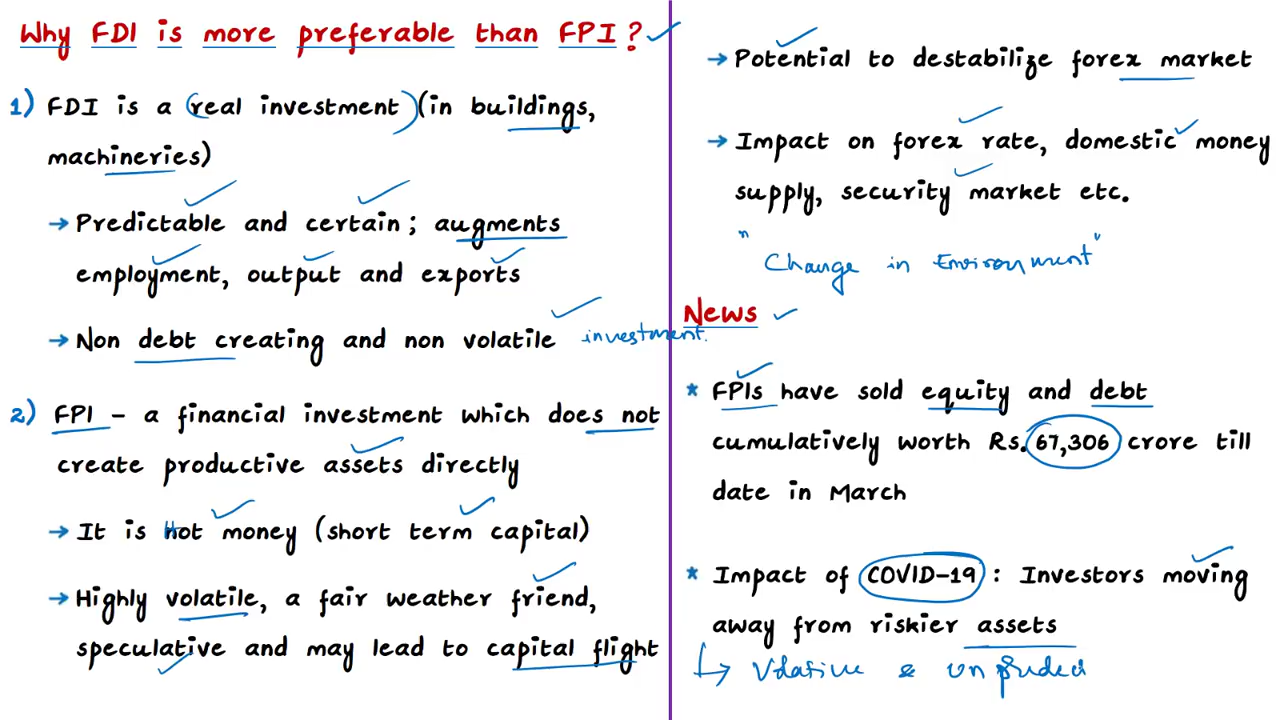 Why FDI is more preferable than FPI?
1) FDI is a (real investment) (in buildings,
machineries)
→ Predictable and certain; augments
employment, output and exports
→ Non debt creating and non volatile investment.
2) FPI – a financial investment which does not
create productive assets directly
→ It is hot money (short term capital)
→ Highly volatile, a fair weather friend,
speculative and may lead to capital flight
→ Potential to destabilize forex market
→ Impact on forex rate, domestic money
supply, security market etc.
"Change in Environment"
News
* FPIs have sold equity and debt
cumulatively worth Rs. 67,306 crore till
date in March
* Impact of COVID-19 : Investors moving
away from riskier assets
↳ &